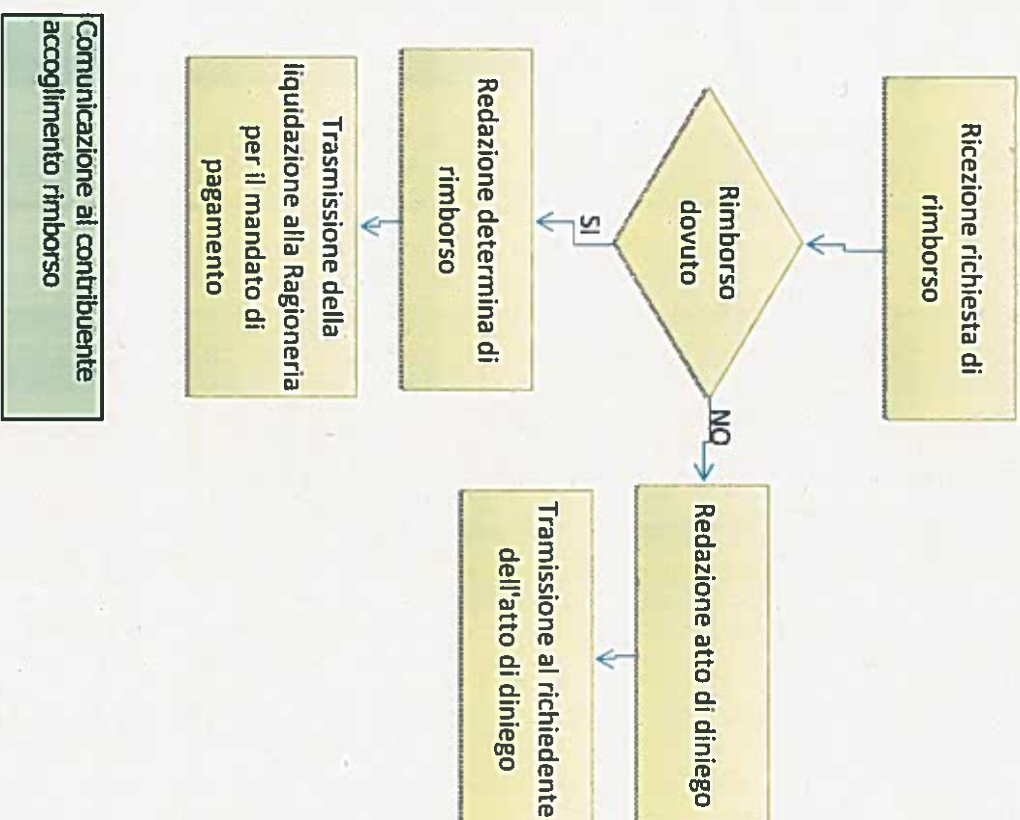 Ricezione richiesta di
rimborso
Rimborso
dovuto
SI
NO
Redazione determina di
rimborso
Redazione atto di diniego
Trasmissione della
liquidazione alla Ragioneria
per il mandato di
pagamento
Tramissione al richiedente
dell'atto di diniego
Comunicazione al contribuente
accoglimento rimborso